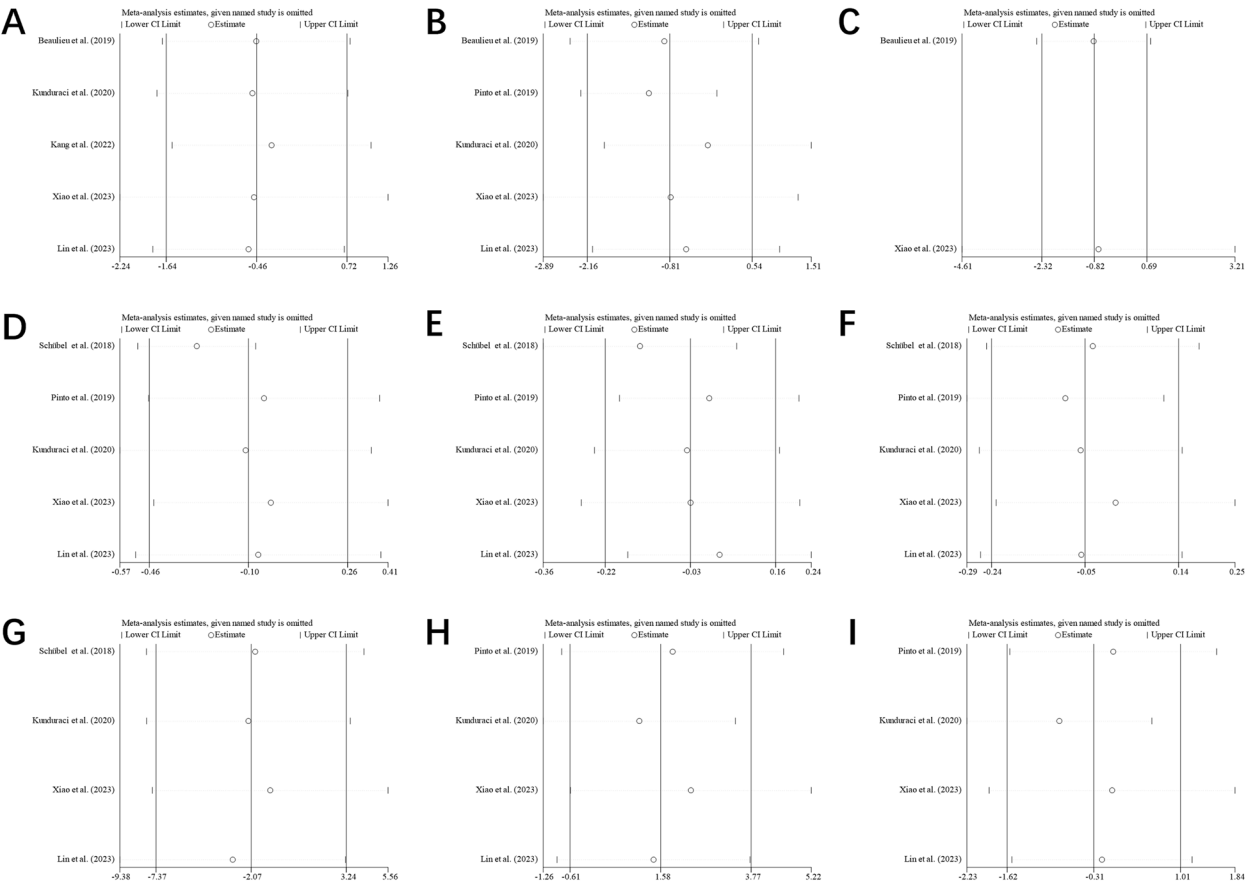 A
Meta-analysis estimates, given named study is omitted
| Lower CI Limit ○ Estimate | Upper CI Limit
Beaulieu et al. (2019)
Kunduraci et al. (2020)
Kang et al. (2022)
Xiao et al. (2023)
Lin et al. (2023)
-2.24 -1.64 -0.46 0.72 1.26
B
Meta-analysis estimates, given named study is omitted
| Lower CI Limit ○ Estimate | Upper CI Limit
Beaulieu et al. (2019)
Pinto et al. (2019)
Kunduraci et al. (2020)
Xiao et al. (2023)
Lin et al. (2023)
-2.89 -2.16 -0.81 0.54 1.51
C
Meta-analysis estimates, given named study is omitted
| Lower CI Limit ○ Estimate | Upper CI Limit
Beaulieu et al. (2019)
Xiao et al. (2023)
-4.61 -2.32 -0.82 0.69 3.21
D
Meta-analysis estimates, given named study is omitted
| Lower CI Limit ○ Estimate | Upper CI Limit
Schübel et al. (2018)
Pinto et al. (2019)
Kunduraci et al. (2020)
Xiao et al. (2023)
Lin et al. (2023)
-0.57 -0.46 -0.10 0.26 0.41
E
Meta-analysis estimates, given named study is omitted
| Lower CI Limit ○ Estimate | Upper CI Limit
Schübel et al. (2018)
Pinto et al. (2019)
Kunduraci et al. (2020)
Xiao et al. (2023)
Lin et al. (2023)
-0.36 -0.22 -0.03 0.16 0.24
F
Meta-analysis estimates, given named study is omitted
| Lower CI Limit ○ Estimate | Upper CI Limit
Schübel et al. (2018)
Pinto et al. (2019)
Kunduraci et al. (2020)
Xiao et al. (2023)
Lin et al. (2023)
-0.29 -0.24 -0.05 0.14 0.25
G
Meta-analysis estimates, given named study is omitted
| Lower CI Limit ○ Estimate | Upper CI Limit
Schübel et al. (2018)
Kunduraci et al. (2020)
Xiao et al. (2023)
Lin et al. (2023)
-9.38 -7.37 -2.07 3.24 5.56
H
Meta-analysis estimates, given named study is omitted
| Lower CI Limit ○ Estimate | Upper CI Limit
Pinto et al. (2019)
Kunduraci et al. (2020)
Xiao et al. (2023)
Lin et al. (2023)
-1.26 -0.61 1.58 3.77 5.22
I
Meta-analysis estimates, given named study is omitted
| Lower CI Limit ○ Estimate | Upper CI Limit
Pinto et al. (2019)
Kunduraci et al. (2020)
Xiao et al. (2023)
Lin et al. (2023)
-2.23 -1.62 -0.31 1.01 1.84